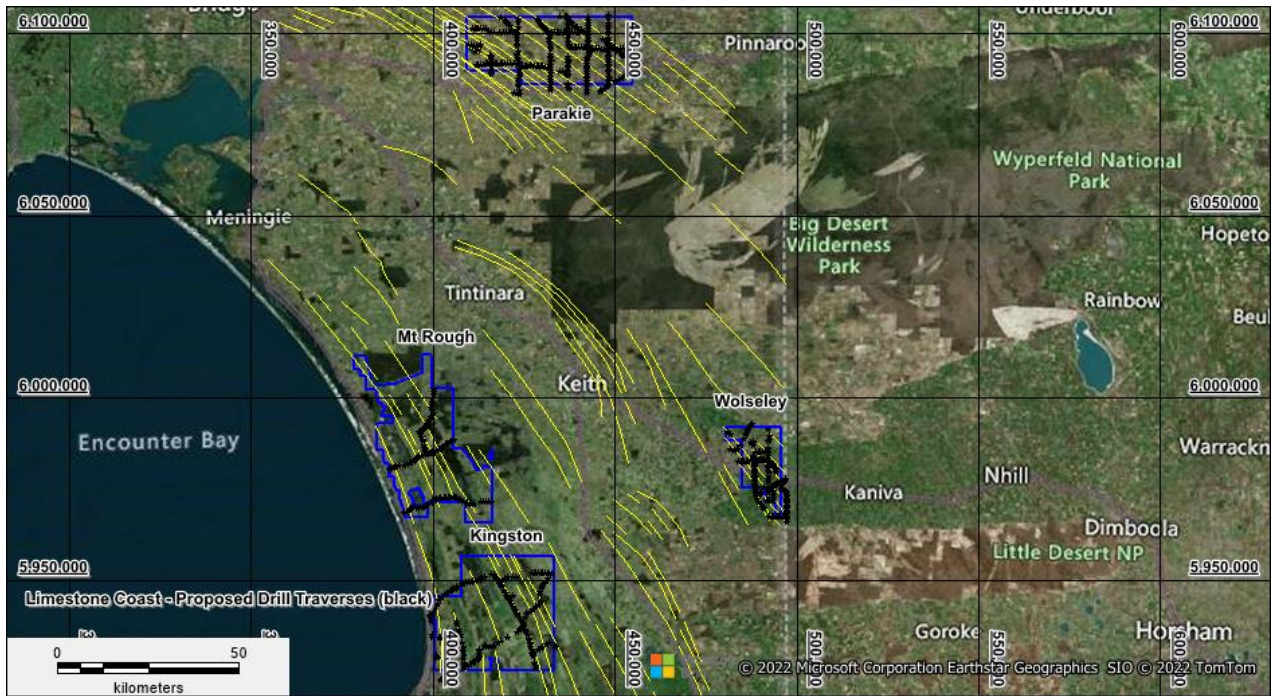 Bridge
6.100.000
350.000
400.000
450.000
Pinnaroo
500.000
Underbool
550.000
600.000
6.100.000
Parakie
Wyperfeld National
Park
6.050.000
Meningie
Big Desert
Wilderness
Park
6.050.000
Hopeto
Tintinara
Rainbow
Beul
Mt Rough
6.000.000
Keith
Wolseley
6.000.000
Encounter Bay
Warrackn
Kaniva
Nhill
Dimboola
Kingston
Little Desert NP
5.950.000
5.950.000
Limestone Coast - Proposed Drill Traverses (black)
400.000
450.000
500.000
Goroke
550.000
Horsham
600.000
0 50
kilometers
© 2022 Microsoft Corporation Earthstar Geographics SIO © 2022 TomTom